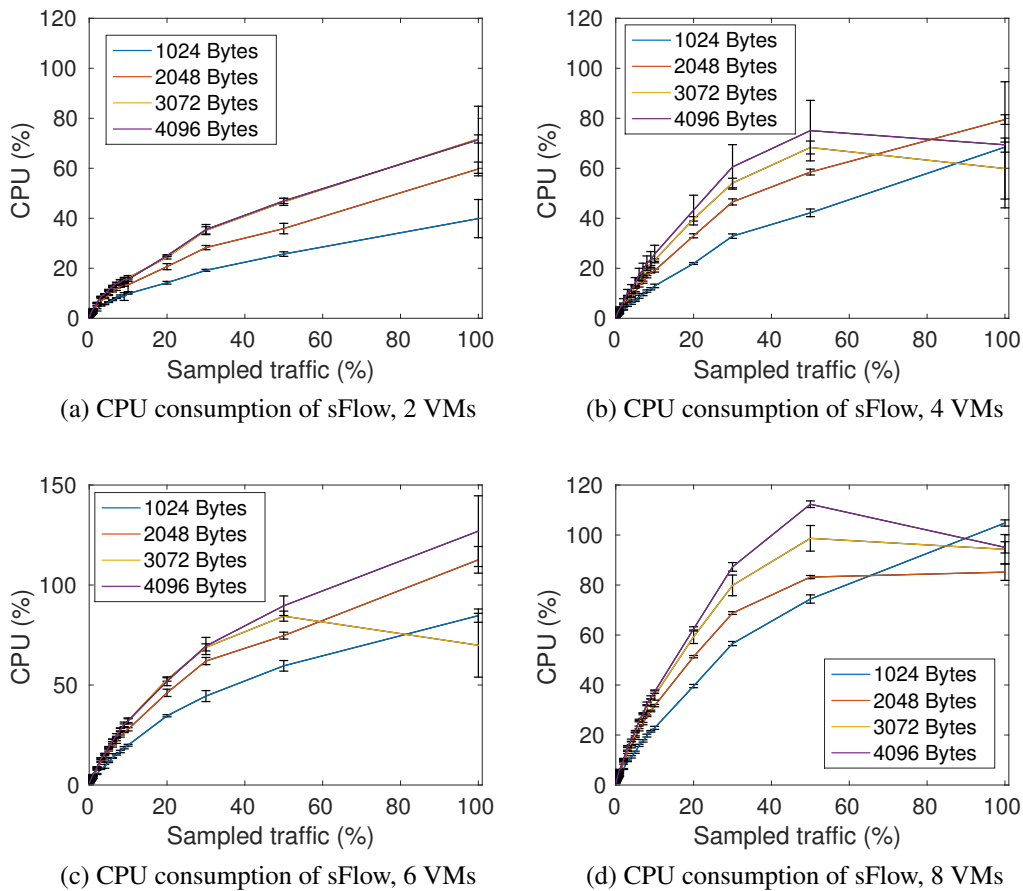 120
100
80
60
40
20
0
CPU (%)
1024 Bytes
2048 Bytes
3072 Bytes
4096 Bytes
0 20 40 60 80 100
Sampled traffic (%)
(a) CPU consumption of sFlow, 2 VMs
120
100
80
60
40
20
0
CPU (%)
1024 Bytes
2048 Bytes
3072 Bytes
4096 Bytes
0 20 40 60 80 100
Sampled traffic (%)
(b) CPU consumption of sFlow, 4 VMs
150
100
50
0
CPU (%)
1024 Bytes
2048 Bytes
3072 Bytes
4096 Bytes
0 20 40 60 80 100
Sampled traffic (%)
(c) CPU consumption of sFlow, 6 VMs
120
100
80
60
40
20
0
CPU (%)
1024 Bytes
2048 Bytes
3072 Bytes
4096 Bytes
0 20 40 60 80 100
Sampled traffic (%)
(d) CPU consumption of sFlow, 8 VMs